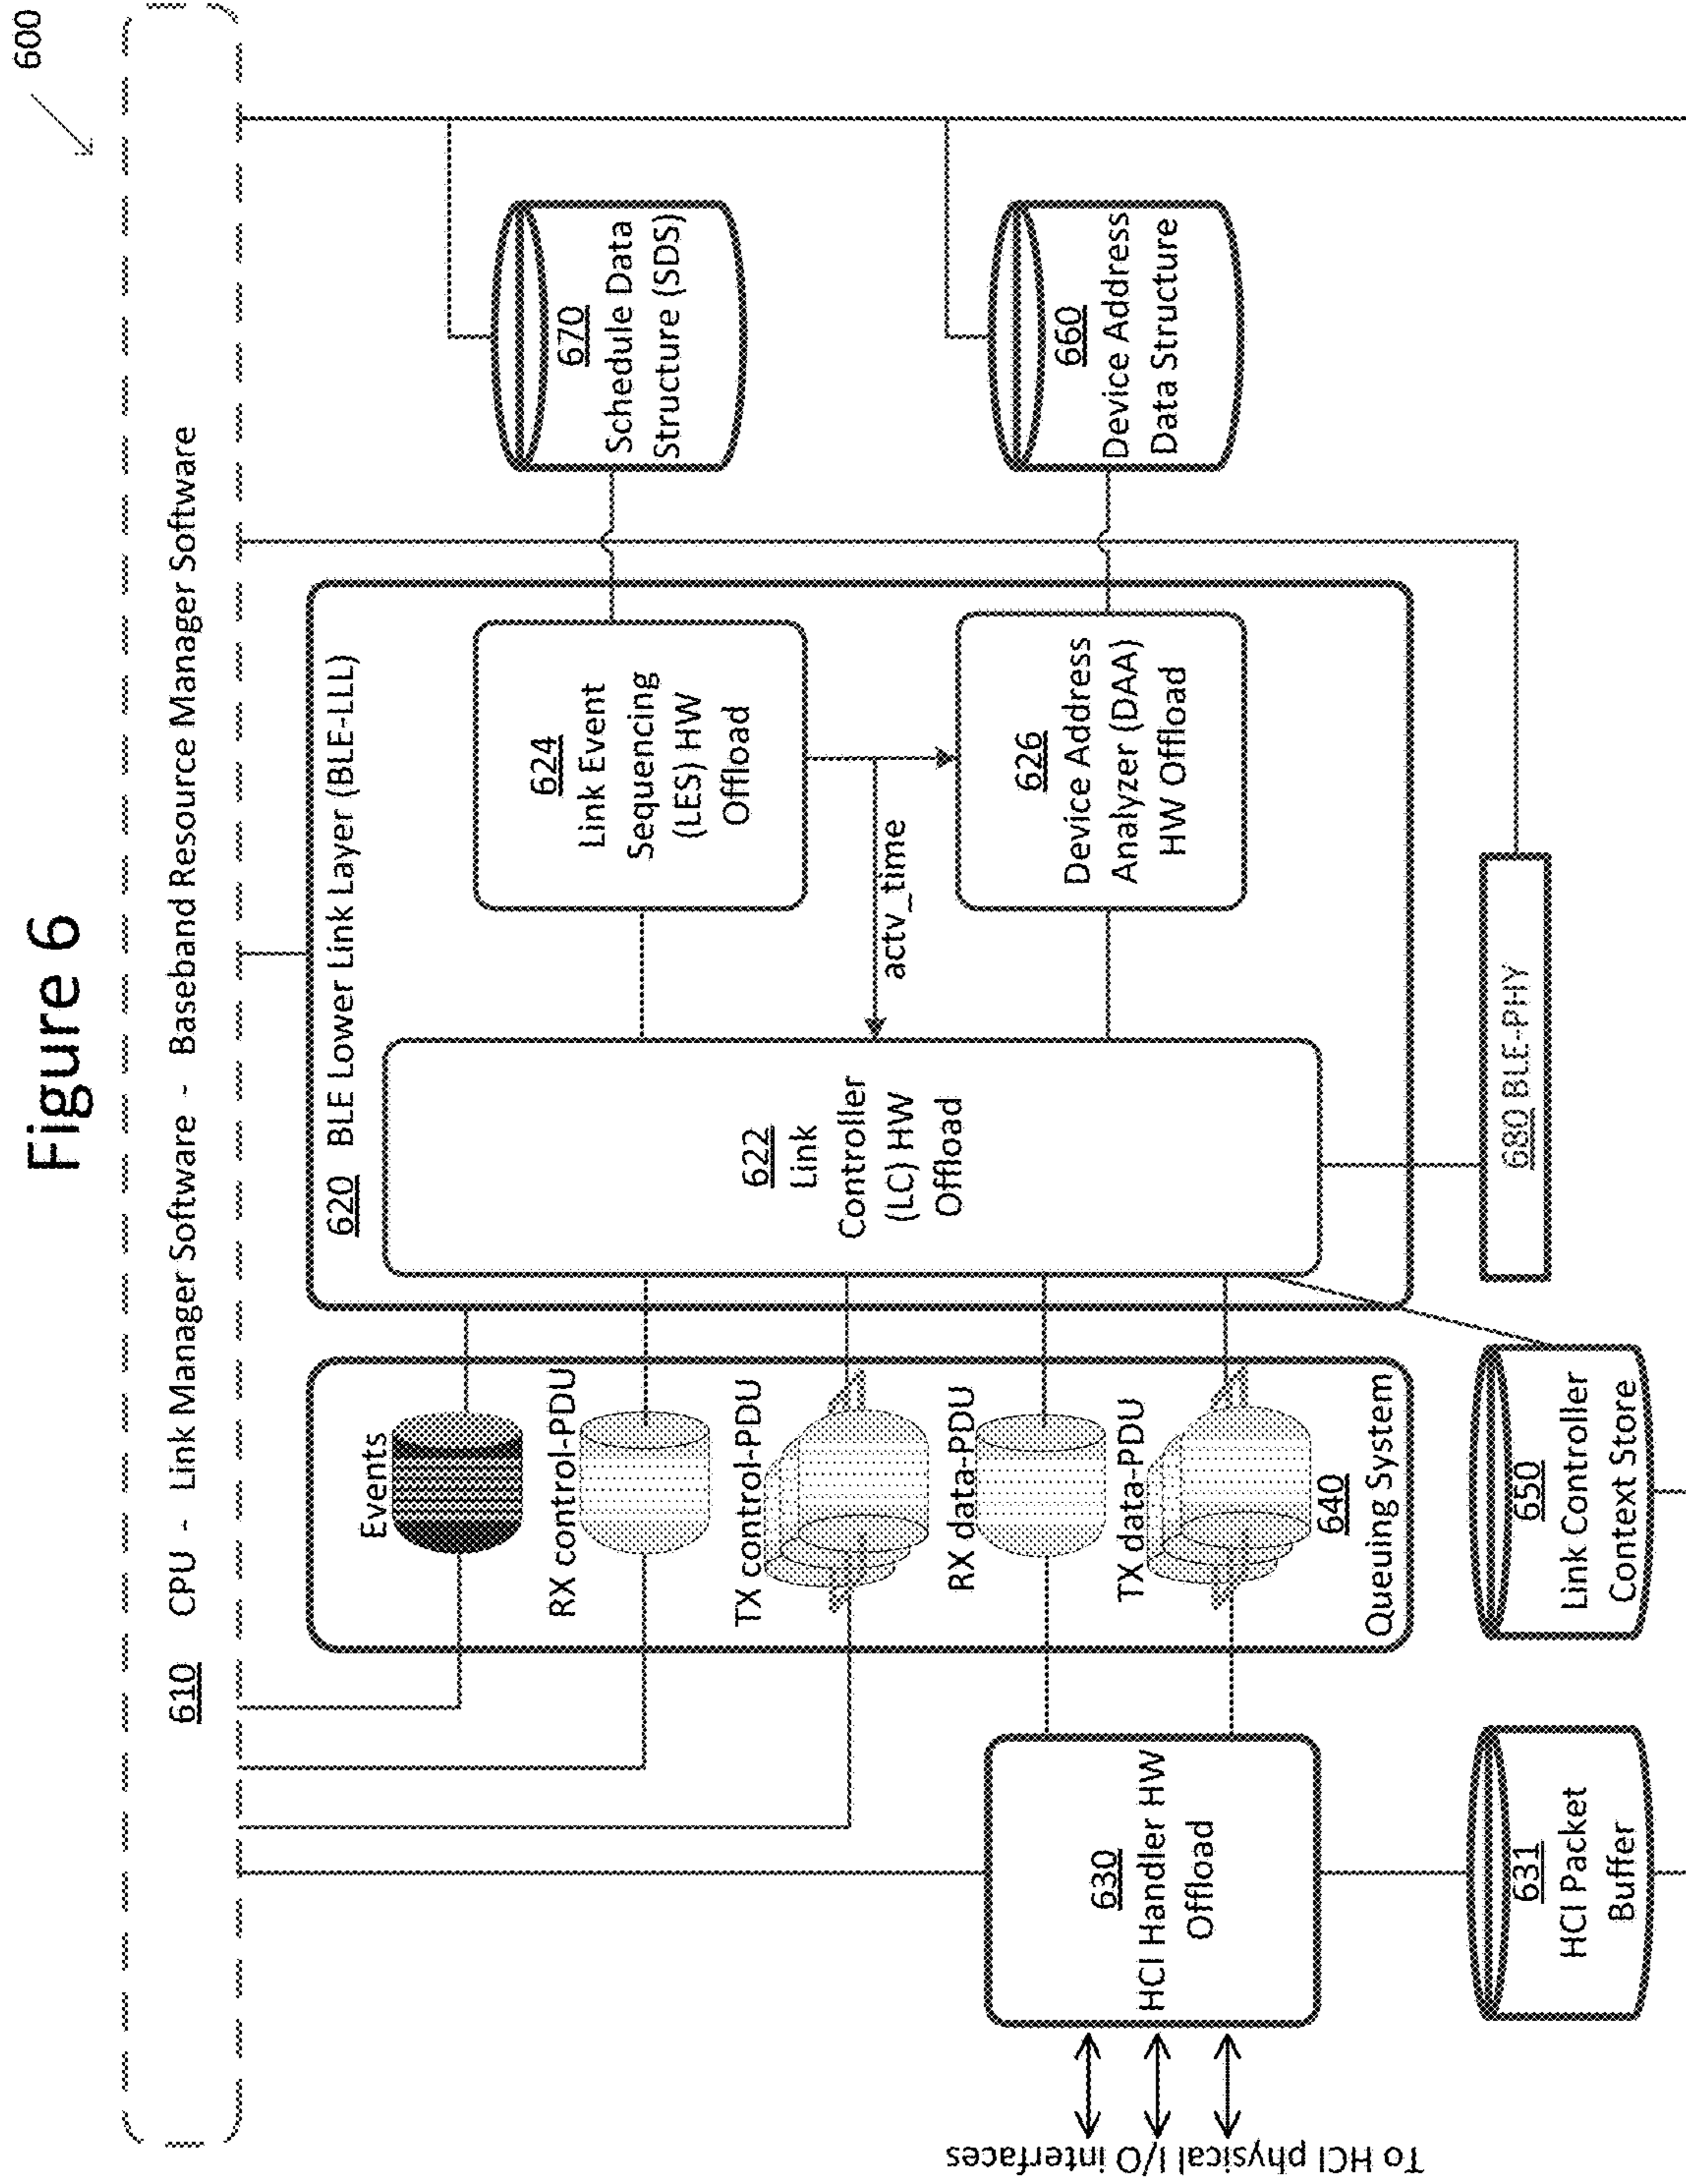 Figure 6
600
610 CPU - Link Manager Software - Baseband Resource Manager Software
620 BLE Lower Link Layer (BLE-LLL)
Events
RX control-PDU
TX control-PDU
RX data-PDU
TX data-PDU
640
Queuing System
622
Link
Controller
(LC) HW
Offload
624
Link Event
Sequencing
(LES) HW
Offload
actv_time
626
Device Address
Analyzer (DAA)
HW Offload
670
Schedule Data
Structure (SDS)
660
Device Address
Data Structure
630
HCI Handler HW
Offload
To HCI physical I/O interfaces
631
HCI Packet
Buffer
650
Link Controller
Context Store
680 BLE-PHY